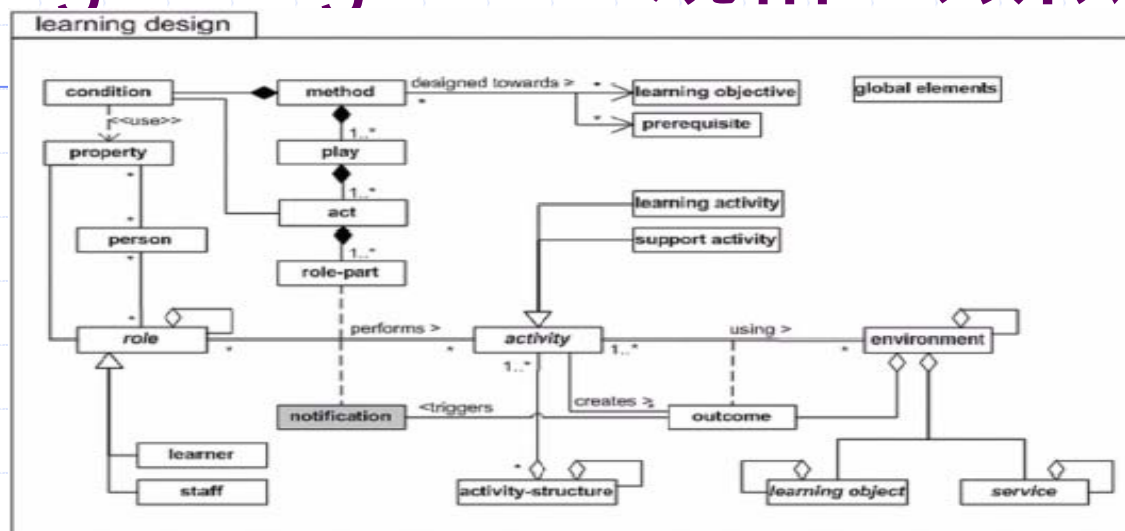 learning design
condition
method
designed towards >
*
*
learning objective
global elements
<<use>>
*
prerequisite
property
1..*
play
*
1..*
learning activity
*
act
person
support activity
*
1..*
role-part
*
performs >
using >
role
*
*
activity
1..*
*
environment
1..*
notification
<triggers
creates >
*
outcome
learner
*
staff
activity-structure
learning object
service